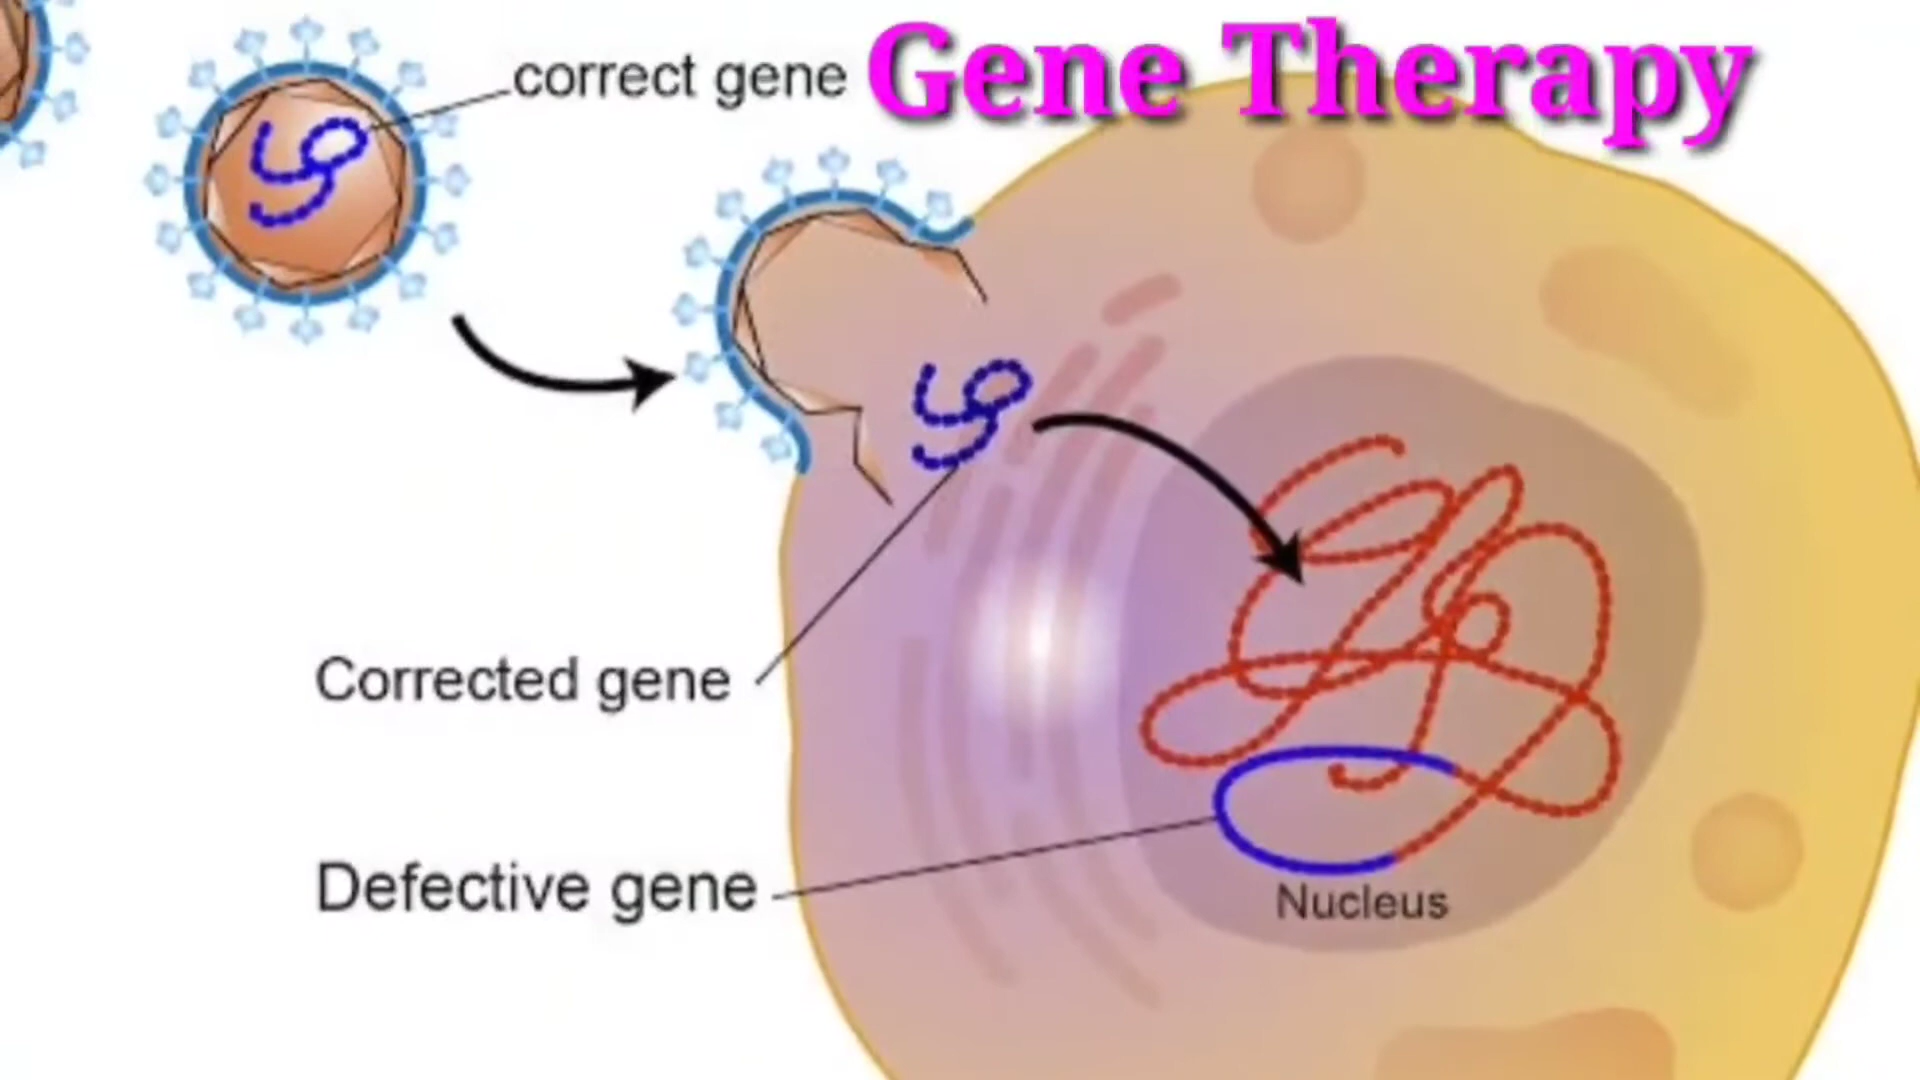 Gene Therapy
correct gene
Corrected gene
Defective gene
Nucleus